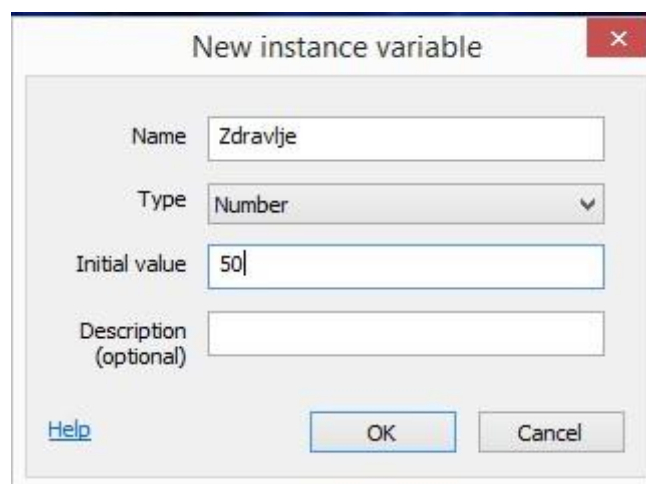 New instance variable
Name Zdravlje
Type Number
Initial value 50
Description
(optional)
Help OK Cancel